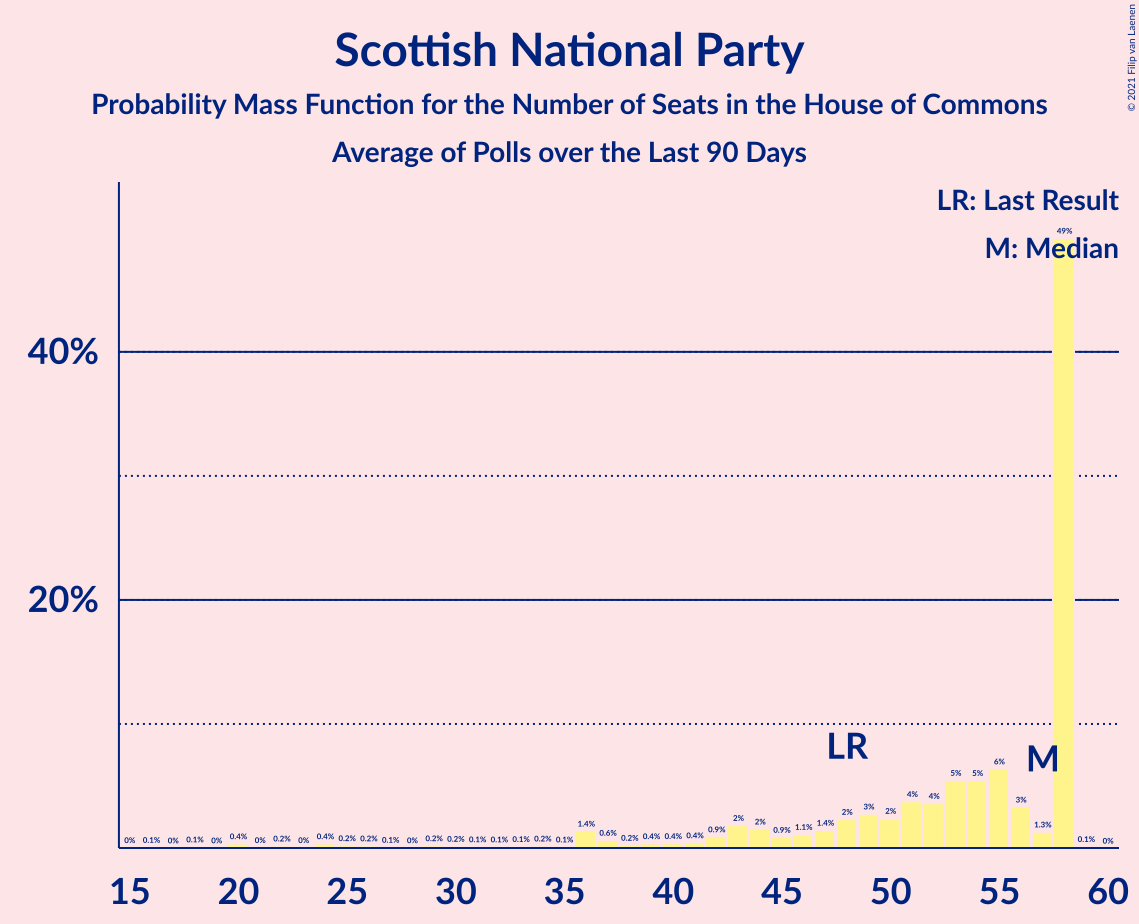 © 2021 Filip van Laenen
Scottish National Party
Probability Mass Function for the Number of Seats in the House of Commons
Average of Polls over the Last 90 Days
LR: Last Result
M: Median
49%
40%
20%
LR
M
0% 0.1% 0% 0.1% 0% 0.4% 0% 0.2% 0% 0.4% 0.2% 0.2% 0.1% 0% 0.2% 0.2% 0.1% 0.1% 0.1% 0.2% 0.1% 1.4% 0.6% 0.2% 0.4% 0.4% 0.4% 0.9% 2% 2% 0.9% 1.1% 1.4% 2% 3% 2% 4% 4% 5% 5% 6% 3% 1.3% 0.1% 0%
15 20 25 30 35 40 45 50 55 60